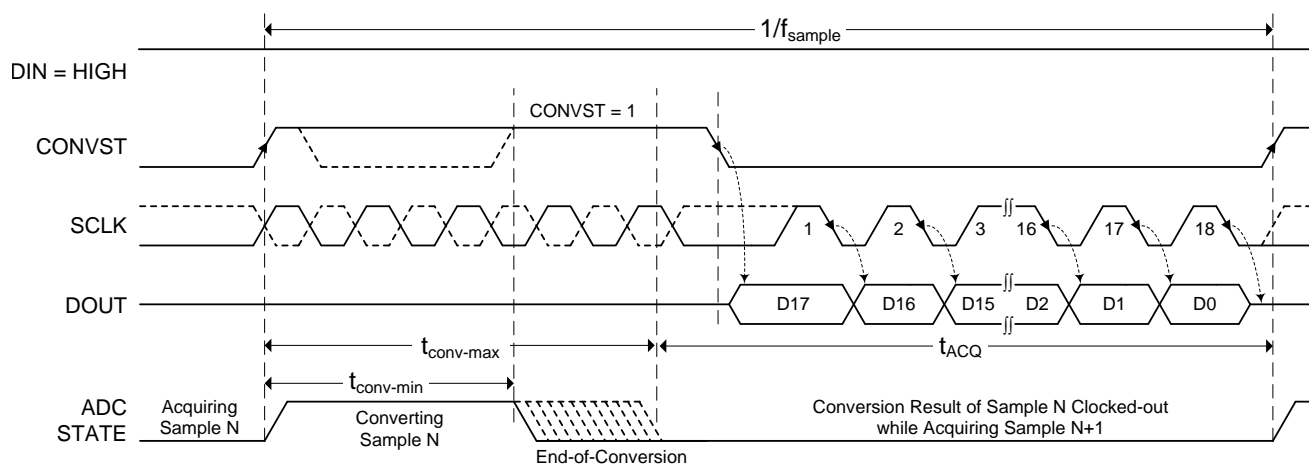 1/fsample
DIN = HIGH
CONVST = 1
CONVST
SCLK
1 2 3 16 17 18
DOUT
D17 D16 D15 D2 D1 D0
tconv-max
tACQ
tconv-min
ADC
STATE
Acquiring
Sample N
Converting
Sample N
End-of-Conversion
Conversion Result of Sample N Clocked-out
while Acquiring Sample N+1